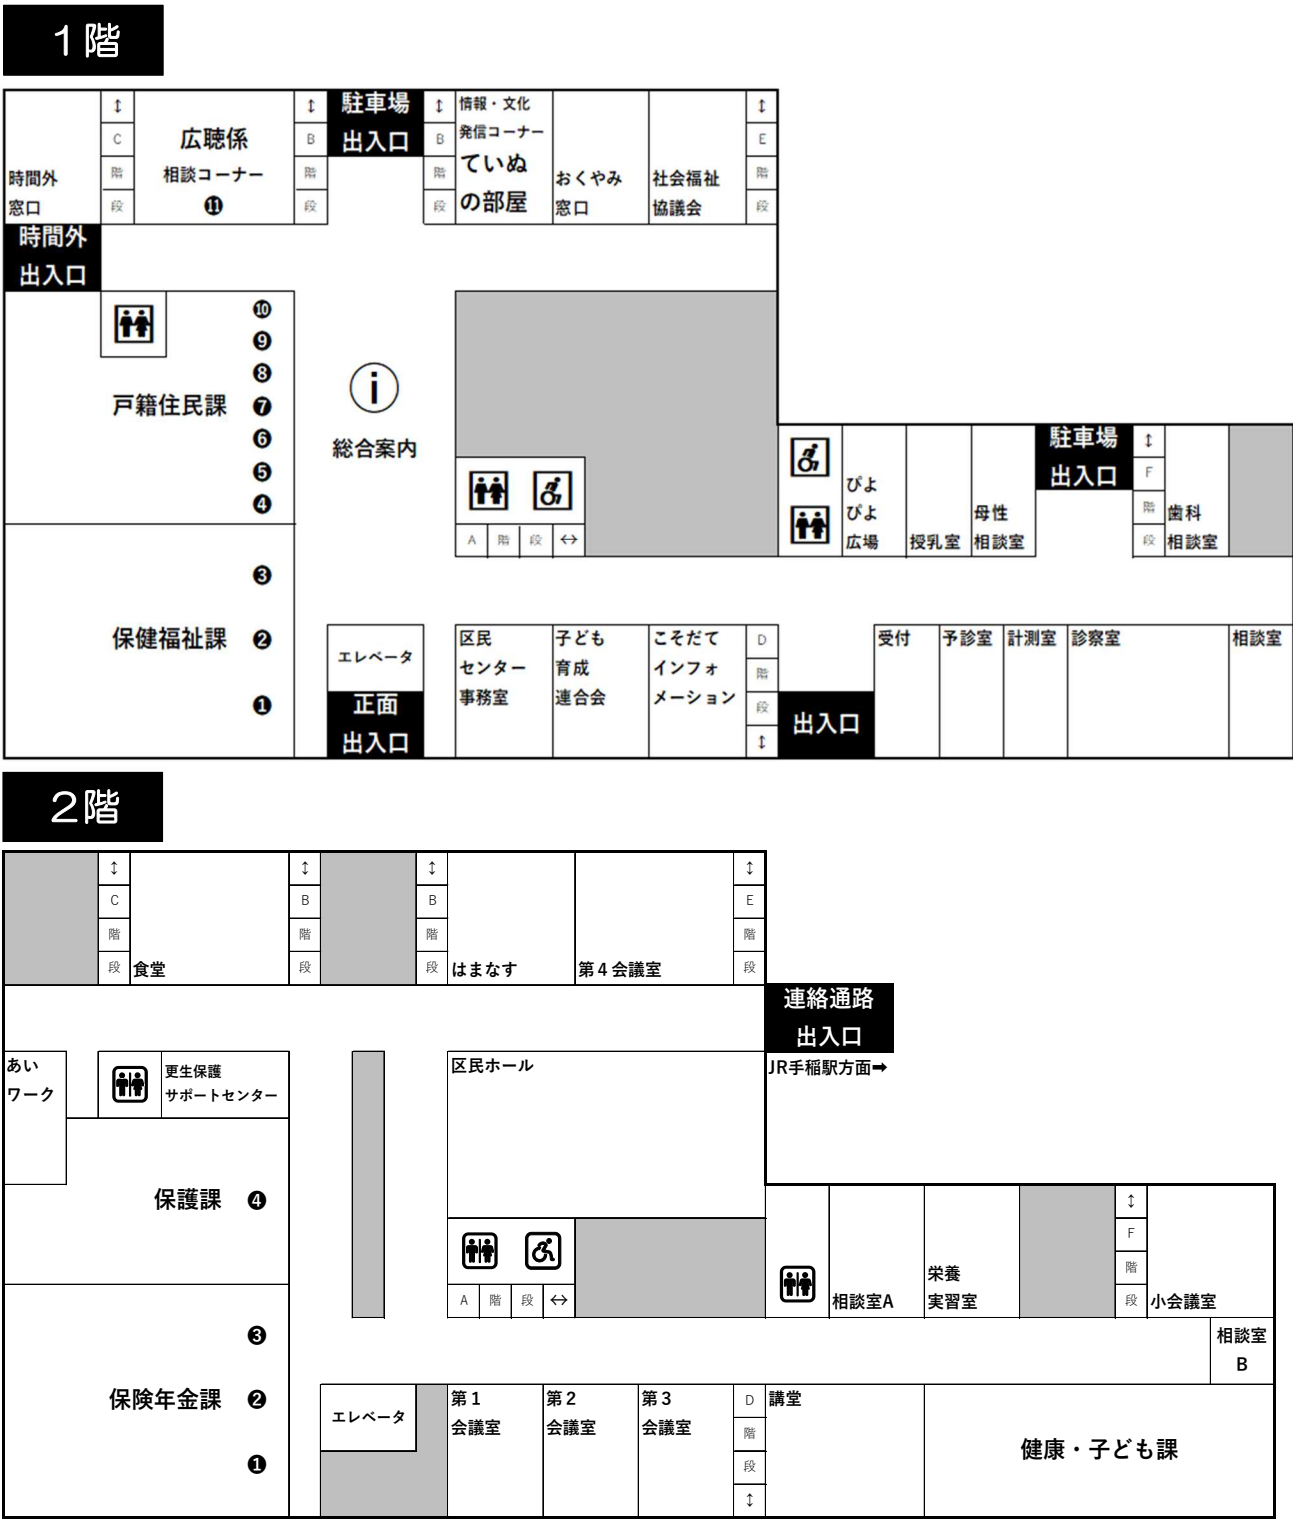 １階
時間外
窓口
↕
C
階
段
広聴係
相談コーナー
⓫
↕
B
階
段
駐車場
出入口
↕
B
階
段
情報・文化
発信コーナー
ていぬ
の部屋
おくやみ
窓口
社会福祉
協議会
↕
E
階
段
時間外
出入口
❿
❾
❽
戸籍住民課 ❼
❻
❺
❹
i
総合案内
A 階 段 ↔
ぴよ
ぴよ
広場
授乳室
母性
相談室
駐車場
出入口
↕
F
階
段
歯科
相談室
❸
保健福祉課 ❷
❶
エレベータ
正面
出入口
区民
センター
事務室
子ども
育成
連合会
こそだて
インフォ
メーション
D
階
段
↕
出入口
受付
予診室
計測室
診察室
相談室
２階
↕
C
階
段
食堂
↕
B
階
段
↕
B
階
段
はまなす
第４会議室
↕
E
階
段
連絡通路
出入口
JR手稲駅方面➡
あい
ワーク
更生保護
サポートセンター
区民ホール
保護課 ❹
A 階 段 ↔
相談室A
栄養
実習室
↕
F
階
段
小会議室
相談室
B
❸
保険年金課 ❷
❶
エレベータ
第１
会議室
第２
会議室
第３
会議室
D
階
段
↕
講堂
健康・子ども課